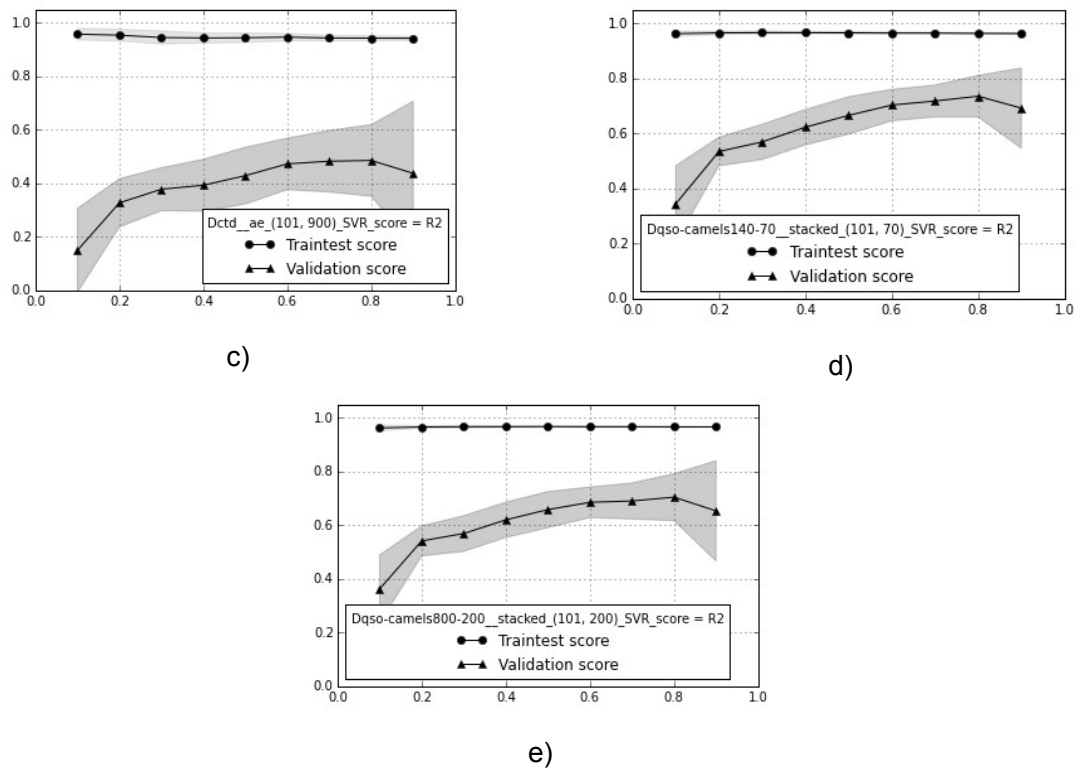 1.0
0.8
0.6
0.4
0.2
0.0
Dctd__ae_(101, 900)_SVR_score = R2
Traintest score
Validation score
0.0 0.2 0.4 0.6 0.8 1.0
c)
1.0
0.8
0.6
0.4
0.2
0.0
Dqso-camels140-70__stacked_(101, 70)_SVR_score = R2
Traintest score
Validation score
0.0 0.2 0.4 0.6 0.8 1.0
d)
1.0
0.8
0.6
0.4
0.2
0.0
Dqso-camels800-200__stacked_(101, 200)_SVR_score = R2
Traintest score
Validation score
0.0 0.2 0.4 0.6 0.8 1.0
e)